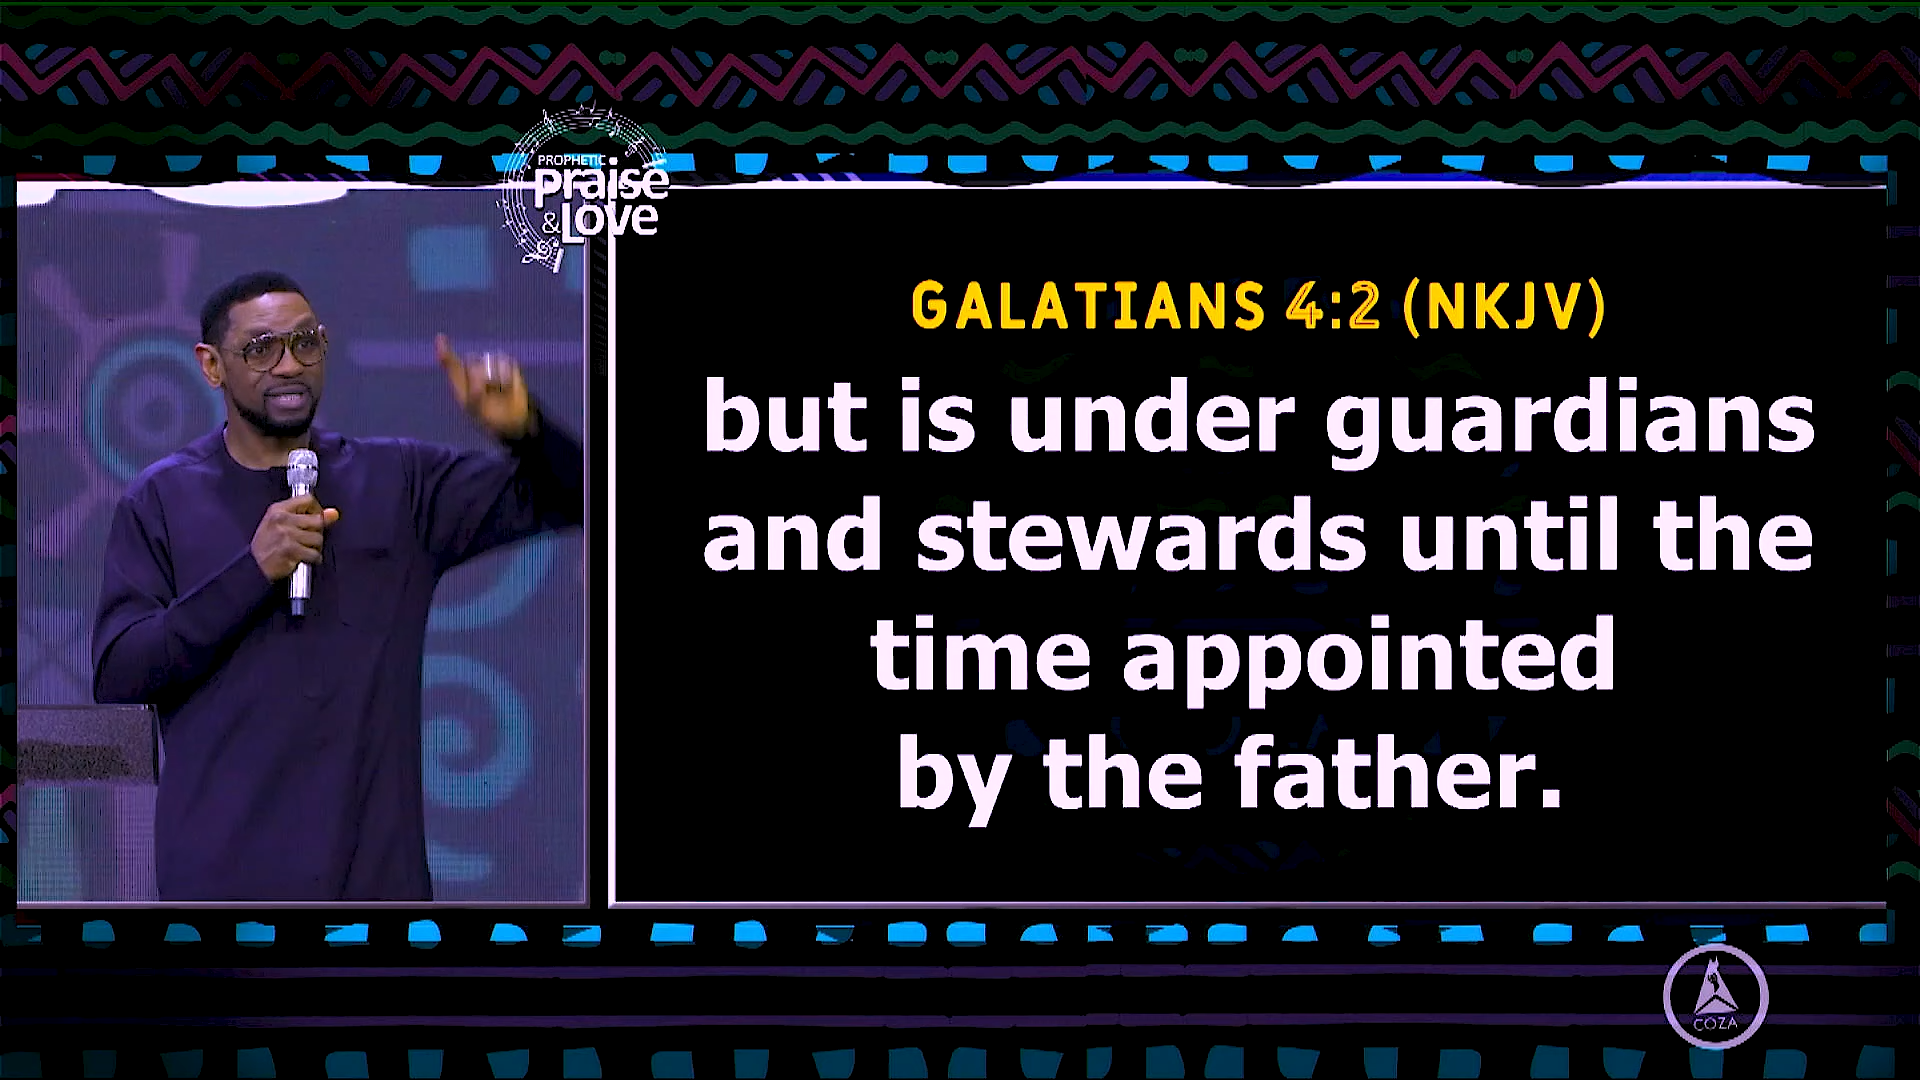 PROPHETIC
praise
&Love
GALATIANS 4:2 (NKJV)
but is under guardians
and stewards until the
time appointed
by the father.
COZA